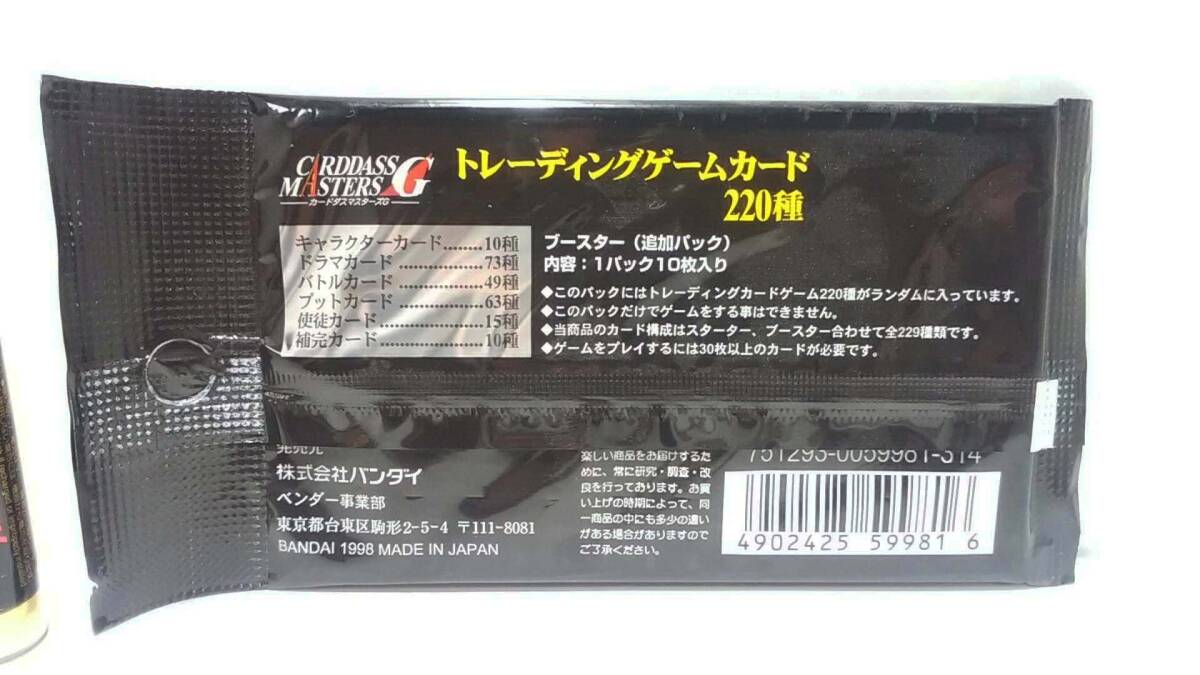 CARDDASS
MASTERS G
カードダスマスターズG
トレーディングゲームカード
220種
キャラクターカード........10種
ドラマカード..................73種
バトルカード..................49種
プットカード..................63種
使徒カード.....................15種
補完カード.....................10種
ブースター（追加パック）
内容：1パック10枚入り
◆このパックにはトレーディングカードゲーム220種がランダムに入っています。
◆このパックだけでゲームをする事はできません。
◆当商品のカード構成はスターター、ブースター合わせて全229種類です。
◆ゲームをプレイするには30枚以上のカードが必要です。
発売元
株式会社バンダイ
ベンダー事業部
東京都台東区駒形2-5-4 〒111-8081
BANDAI 1998 MADE IN JAPAN
楽しい商品をお届けするた
めに、常に研究・調査・改
良を行っております。お買
い上げの時期によって、同
一商品の中にも多少の違い
がある場合がありますので
ご了承ください。
751293-0059981-314
4902425 59981 6